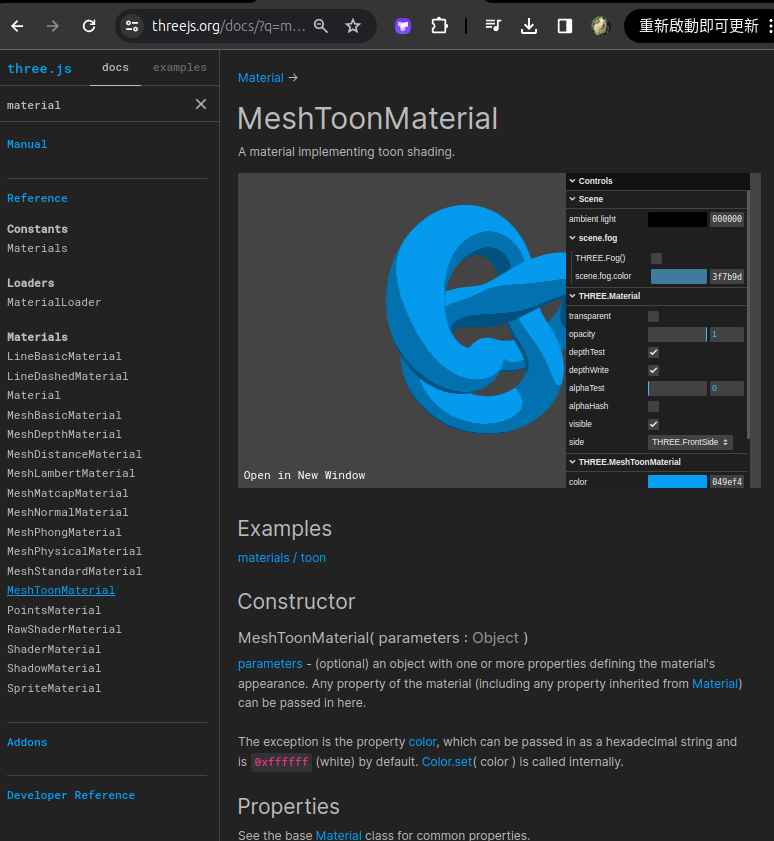 threejs.org/docs/?q=m...
重新啟動即可更新
three.js
docs
examples
material
Manual
Reference
Constants
Materials
Loaders
MaterialLoader
Materials
LineBasicMaterial
LineDashedMaterial
Material
MeshBasicMaterial
MeshDepthMaterial
MeshDistanceMaterial
MeshLambertMaterial
MeshMatcapMaterial
MeshNormalMaterial
MeshPhongMaterial
MeshPhysicalMaterial
MeshStandardMaterial
MeshToonMaterial
PointsMaterial
RawShaderMaterial
ShaderMaterial
ShadowMaterial
SpriteMaterial
Addons
Developer Reference
Material →
MeshToonMaterial
A material implementing toon shading.
Controls
Scene
ambient light 000000
scene.fog
THREE.Fog()
scene.fog.color 3f7b9d
THREE.Material
transparent
opacity 1
depthTest
depthWrite
alphaTest 0
alphaHash
visible
side THREE.FrontSide
THREE.MeshToonMaterial
color 049ef4
Open in New Window
Examples
materials / toon
Constructor
MeshToonMaterial( parameters : Object )
parameters - (optional) an object with one or more properties defining the material's
appearance. Any property of the material (including any property inherited from Material)
can be passed in here.
The exception is the property color, which can be passed in as a hexadecimal string and
is 0xffffff (white) by default. Color.set( color ) is called internally.
Properties
See the base Material class for common properties.